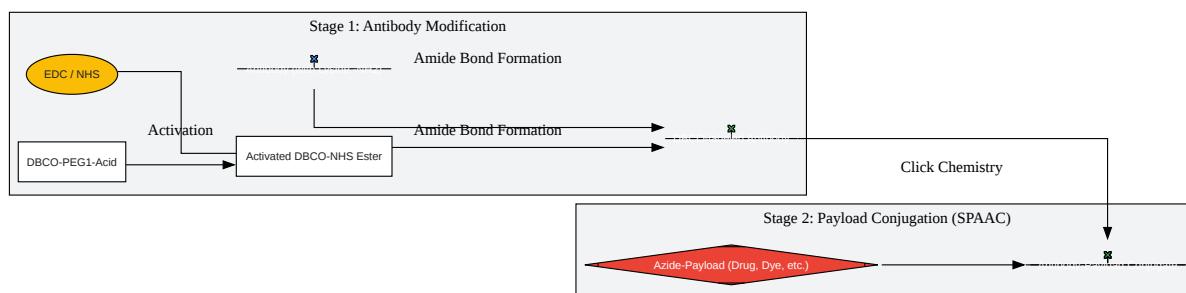 Stage 1: Antibody Modification
EDC / NHS
Amide Bond Formation
Activation
Amide Bond Formation
DBCO-PEG1-Acid
Activated DBCO-NHS Ester
Click Chemistry
Stage 2: Payload Conjugation (SPAAC)
Azide-Payload (Drug, Dye, etc.)